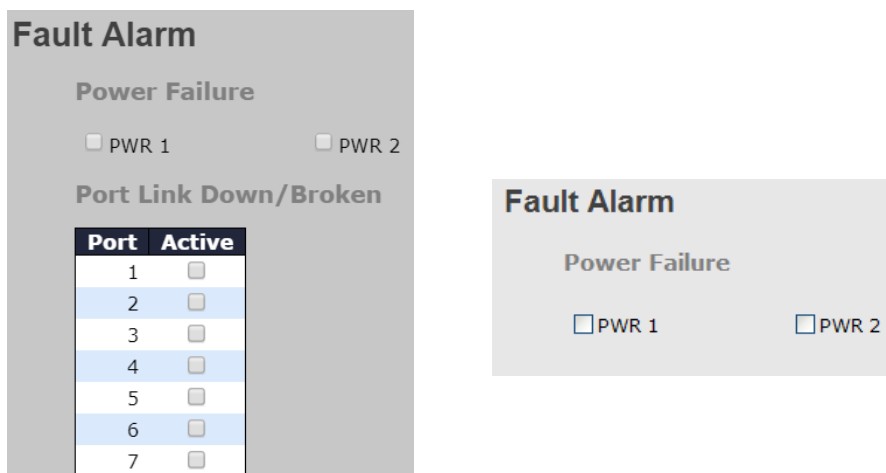 Fault Alarm
Power Failure
PWR 1 PWR 2
Port Link Down/Broken
Port Active
1
2
3
4
5
6
7
Fault Alarm
Power Failure
PWR 1 PWR 2